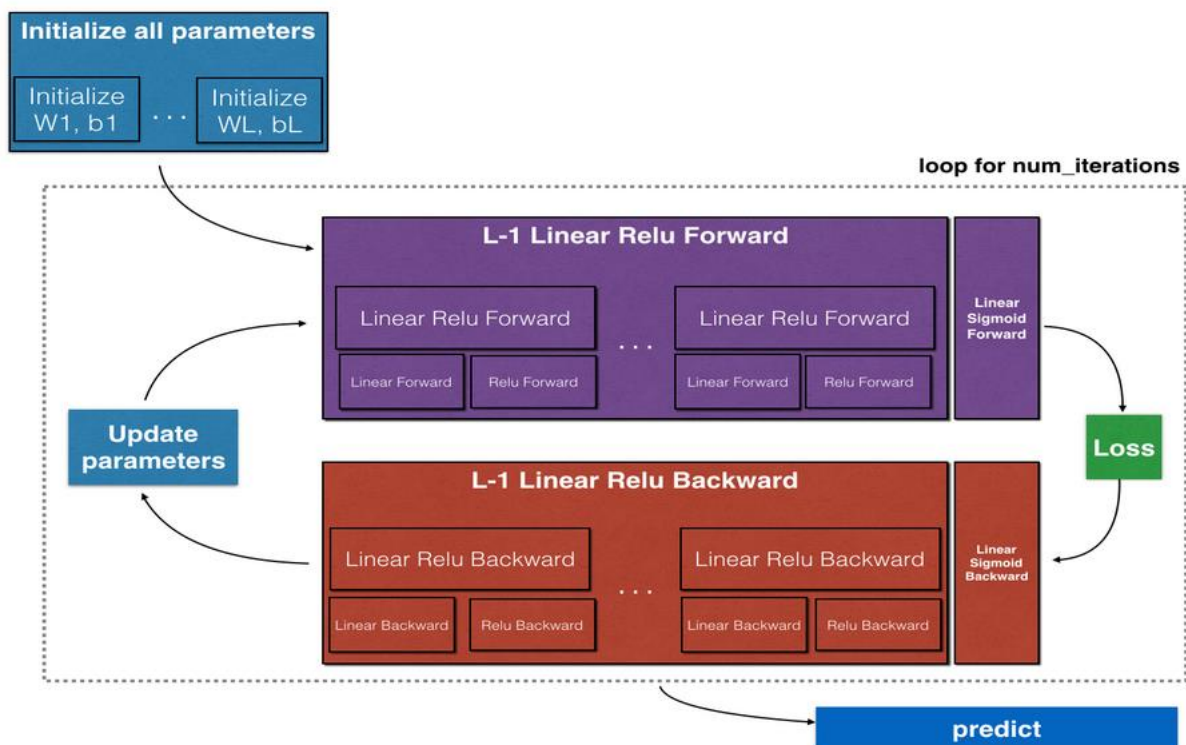 Initialize all parameters
Initialize
W1, b1
. . .
Initialize
WL, bL
loop for num_iterations
L-1 Linear Relu Forward
Linear Relu Forward
. . .
Linear Relu Forward
Linear Forward
Relu Forward
Linear Forward
Relu Forward
Linear
Sigmoid
Forward
Update
parameters
Loss
L-1 Linear Relu Backward
Linear Relu Backward
. . .
Linear Relu Backward
Linear Backward
Relu Backward
Linear Backward
Relu Backward
Linear
Sigmoid
Backward
predict